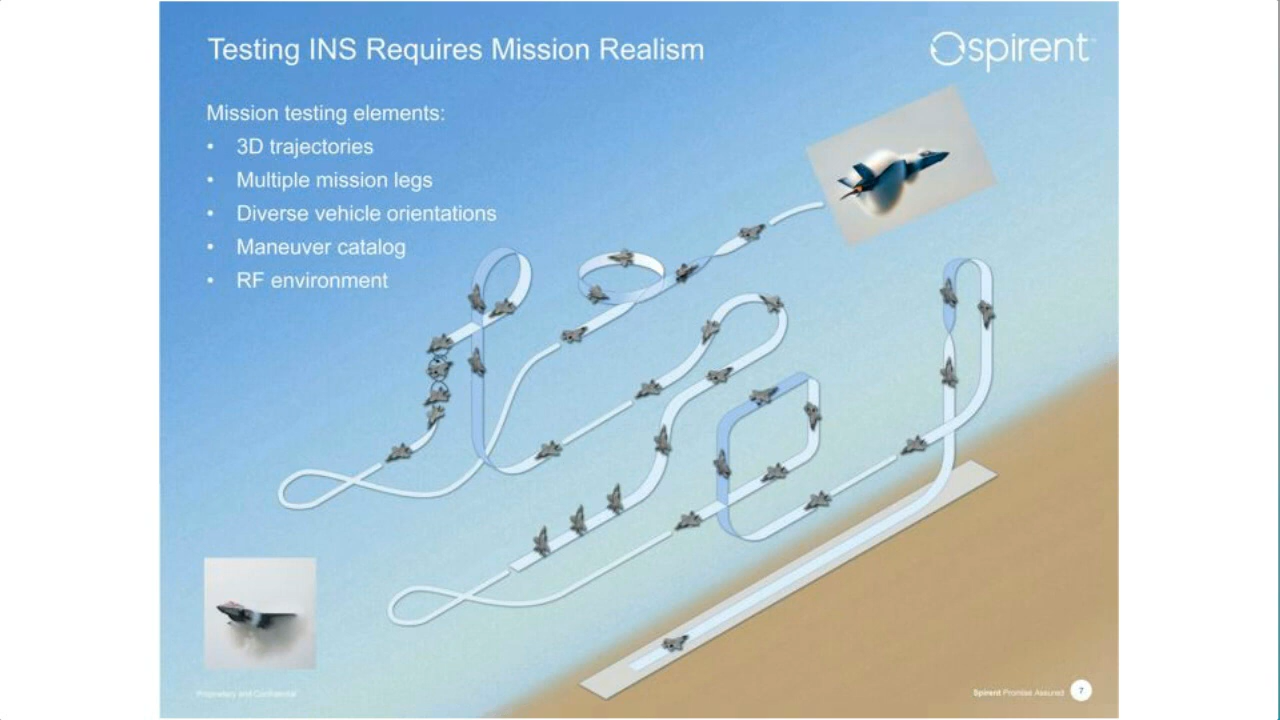 Testing INS Requires Mission Realism
spirent™
Mission testing elements:
• 3D trajectories
• Multiple mission legs
• Diverse vehicle orientations
• Maneuver catalog
• RF environment
Proprietary and Confidential
Spirent Promise Assured 7